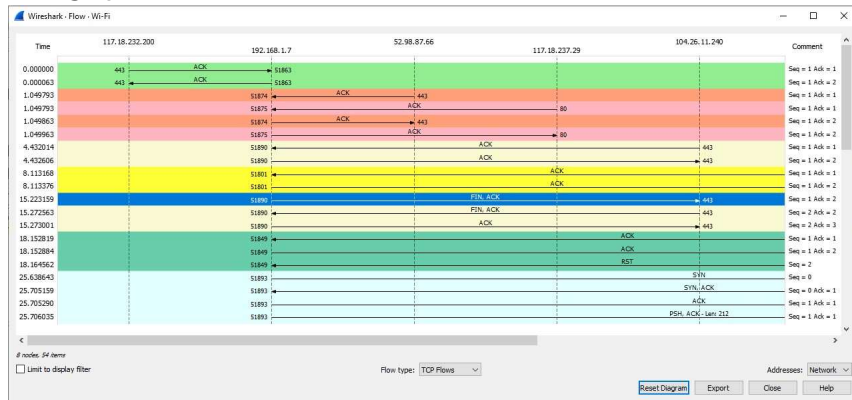 Wireshark · Flow · Wi-Fi
117.18.232.200 52.98.87.66 104.26.11.240
Time 192.168.1.7 117.18.237.29 Comment
0.000000 443 ACK 51863 Seq = 1 Ack = 1
0.000063 443 ACK 51863 Seq = 1 Ack = 2
1.049793 51874 ACK 443 Seq = 1 Ack = 1
1.049793 51875 ACK 80 Seq = 1 Ack = 1
1.049863 51874 ACK 443 Seq = 1 Ack = 2
1.049963 51875 ACK 80 Seq = 1 Ack = 2
4.432014 51890 ACK 443 Seq = 1 Ack = 1
4.432606 51890 ACK 443 Seq = 1 Ack = 2
8.113168 51801 ACK Seq = 1 Ack = 1
8.113376 51801 ACK Seq = 1 Ack = 2
15.223159 51890 FIN, ACK 443 Seq = 1 Ack = 2
15.272563 51890 FIN, ACK 443 Seq = 2 Ack = 2
15.273001 51890 ACK 443 Seq = 2 Ack = 3
18.152819 51849 ACK Seq = 1 Ack = 1
18.152884 51849 ACK Seq = 1 Ack = 2
18.164562 51849 RST Seq = 2
25.638643 51893 SYN Seq = 0
25.705159 51893 SYN, ACK Seq = 0 Ack = 1
25.705290 51893 ACK Seq = 1 Ack = 1
25.706035 51893 PSH, ACK - Len: 212 Seq = 1 Ack = 1
8 nodes, 54 items
Limit to display filter Flow type: TCP Flows Addresses: Network
Reset Diagram Export Close Help